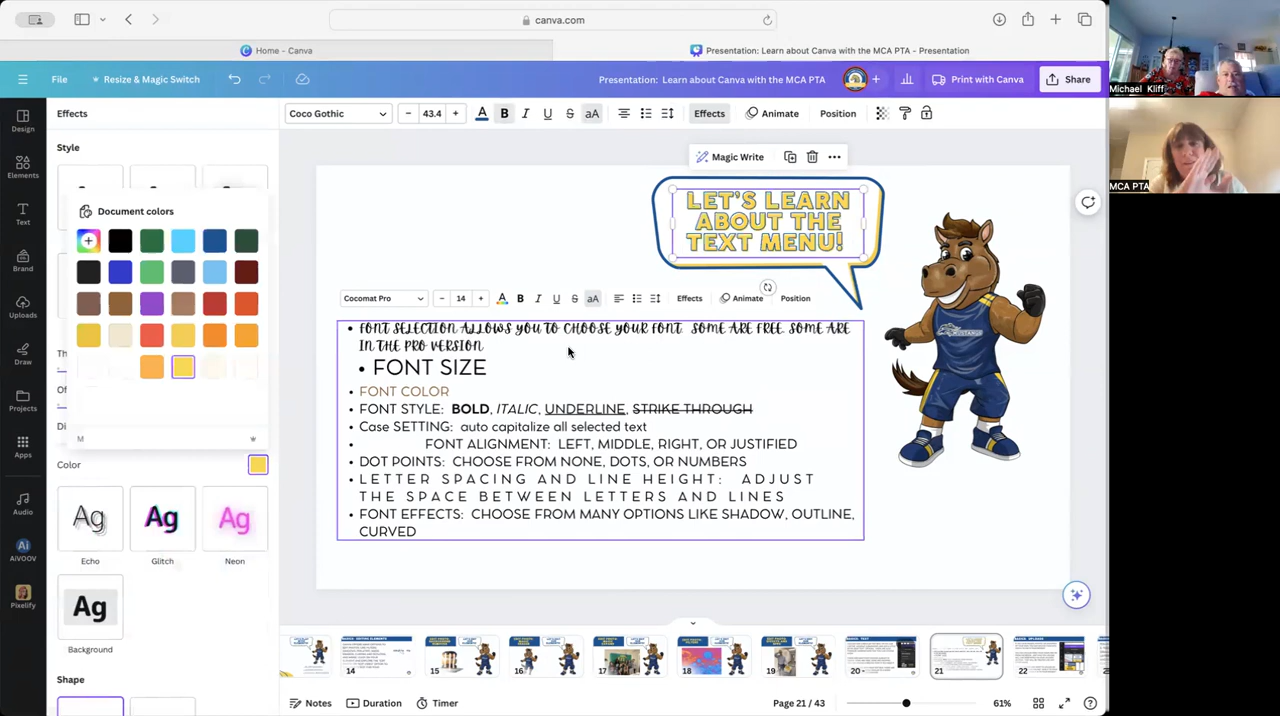 canva.com
Home - Canva
Presentation: Learn about Canva with the MCA PTA - Presentation
File
Resize & Magic Switch
Presentation: Learn about Canva with the MCA PTA
Print with Canva
Share
Effects
Coco Gothic
43.4
A B I U S aA
Effects
Animate
Position
Design
Elements
Text
Brand
Uploads
Draw
Projects
Apps
Audio
AiVOOV
Pixelify
Style
Document colors
Color
Ag
Ag
Ag
Echo
Glitch
Neon
Ag
Background
Shape
Magic Write
LET'S LEARN
ABOUT THE
TEXT MENU!
Cocomat Pro
14
A B I U S aA
Effects
Animate
Position
• FONT SELECTION ALLOWS YOU TO CHOOSE YOUR FONT. SOME ARE FREE. SOME ARE
IN THE PRO VERSION
• FONT SIZE
• FONT COLOR
• FONT STYLE: BOLD, ITALIC, UNDERLINE, STRIKE THROUGH
• Case SETTING: auto capitalize all selected text
• FONT ALIGNMENT: LEFT, MIDDLE, RIGHT, OR JUSTIFIED
• DOT POINTS: CHOOSE FROM NONE, DOTS, OR NUMBERS
• LETTER SPACING AND LINE HEIGHT: ADJUST
THE SPACE BETWEEN LETTERS AND LINES
• FONT EFFECTS: CHOOSE FROM MANY OPTIONS LIKE SHADOW, OUTLINE,
CURVED
MUSTANGS
15
16
17
18
19
20
21
22
Notes
Duration
Timer
Page 21 / 43
61%
Michael Kliff
MCA PTA